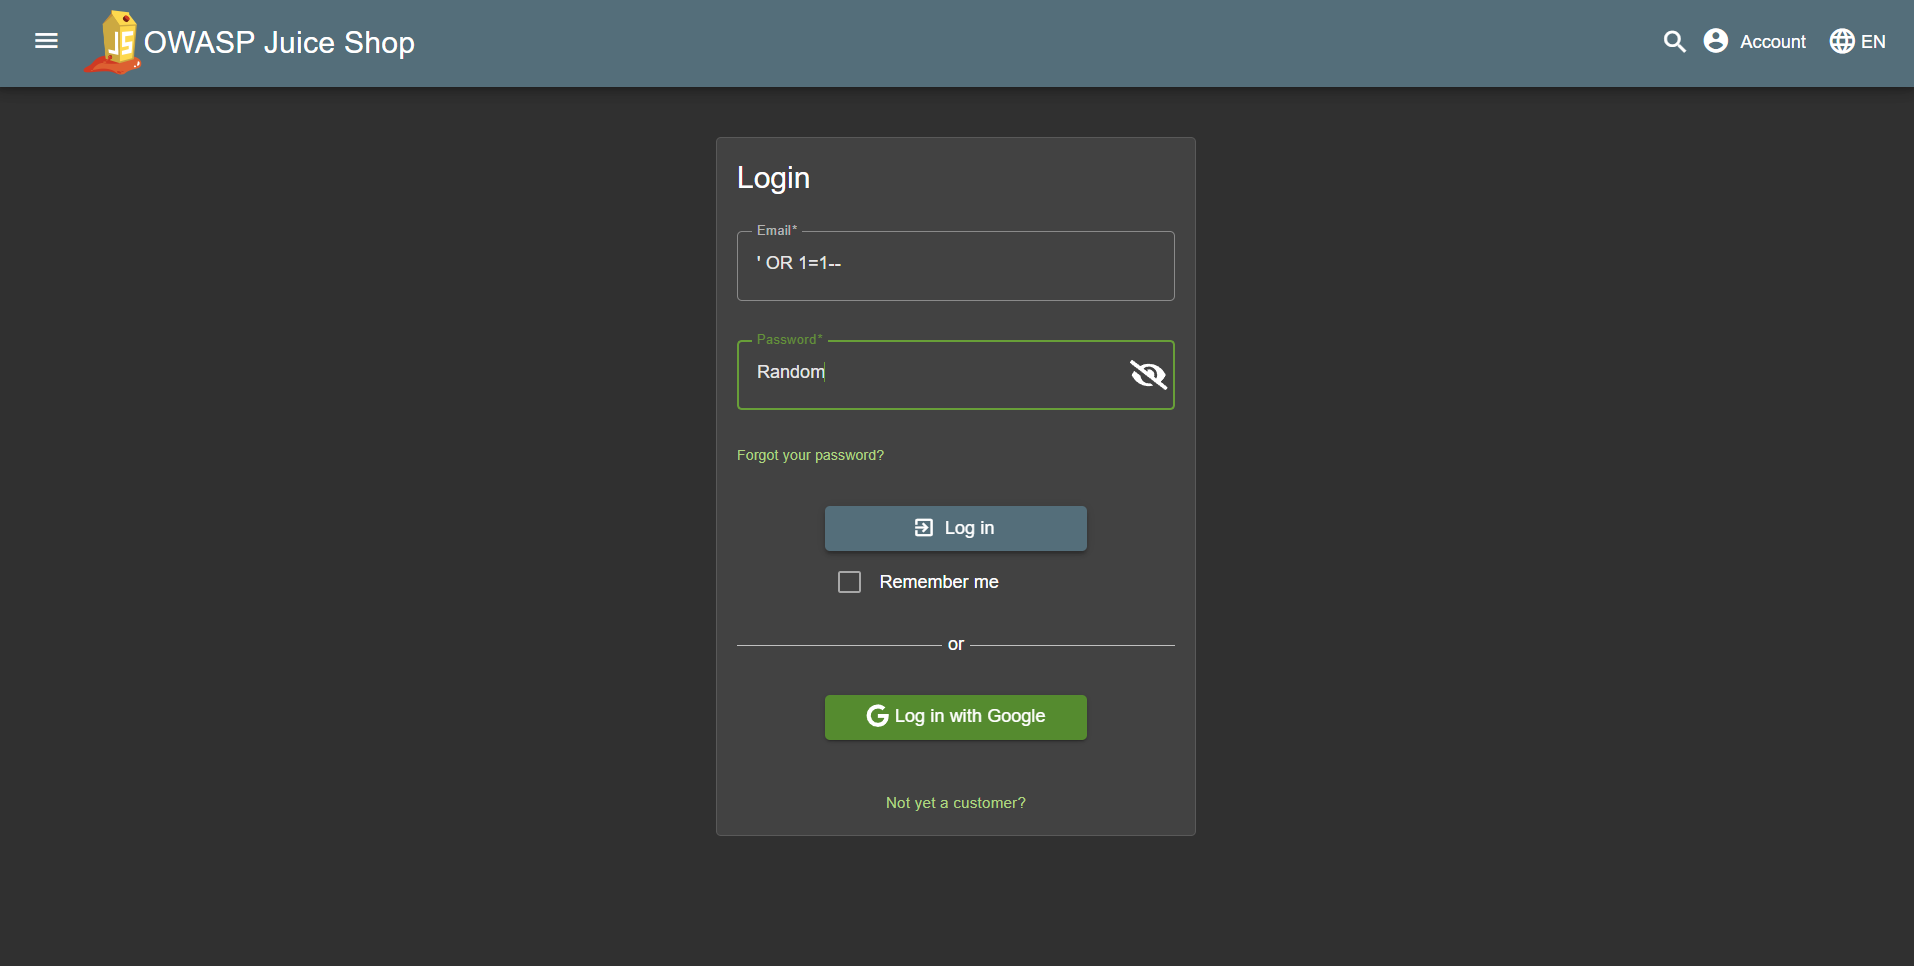 OWASP Juice Shop
Account
EN
Login
Email*
' OR 1=1--
Password*
Random
Forgot your password?
Log in
Remember me
or
Log in with Google
Not yet a customer?